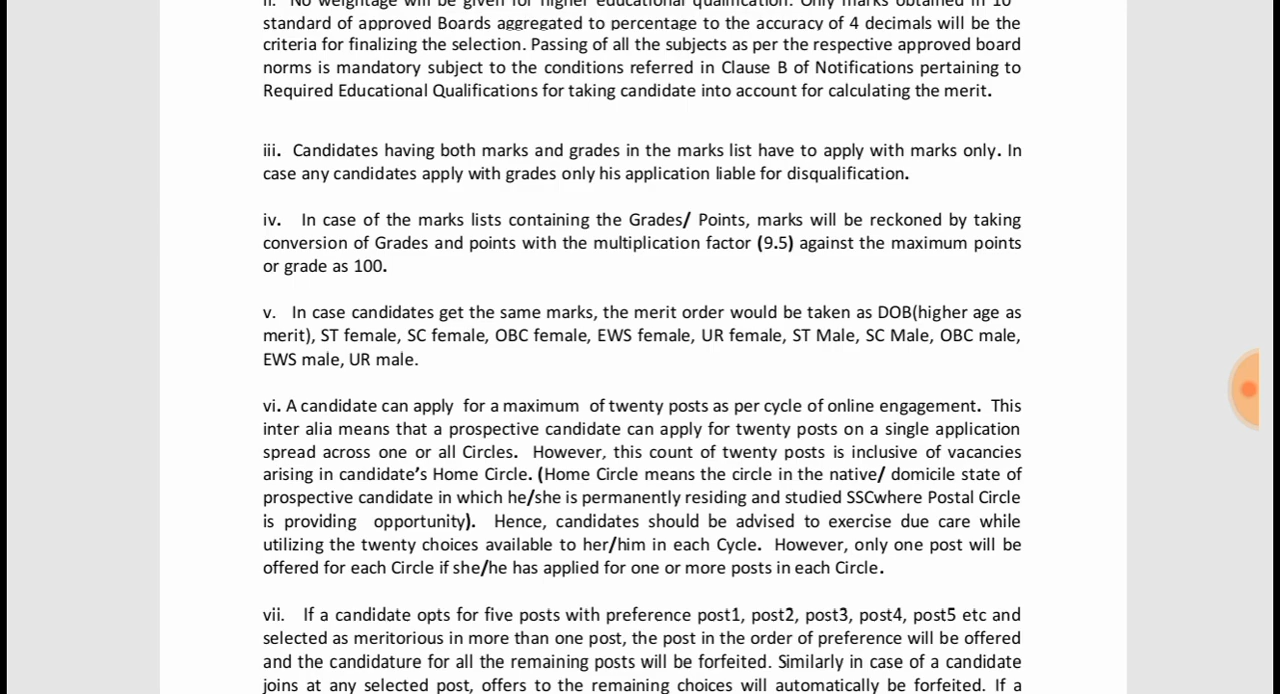 ii. No weightage will be given for higher educational qualification. Only marks obtained in 10
standard of approved Boards aggregated to percentage to the accuracy of 4 decimals will be the
criteria for finalizing the selection. Passing of all the subjects as per the respective approved board
norms is mandatory subject to the conditions referred in Clause B of Notifications pertaining to
Required Educational Qualifications for taking candidate into account for calculating the merit.
iii. Candidates having both marks and grades in the marks list have to apply with marks only. In
case any candidates apply with grades only his application liable for disqualification.
iv. In case of the marks lists containing the Grades/ Points, marks will be reckoned by taking
conversion of Grades and points with the multiplication factor (9.5) against the maximum points
or grade as 100.
v. In case candidates get the same marks, the merit order would be taken as DOB(higher age as
merit), ST female, SC female, OBC female, EWS female, UR female, ST Male, SC Male, OBC male,
EWS male, UR male.
vi. A candidate can apply for a maximum of twenty posts as per cycle of online engagement. This
inter alia means that a prospective candidate can apply for twenty posts on a single application
spread across one or all Circles. However, this count of twenty posts is inclusive of vacancies
arising in candidate's Home Circle. (Home Circle means the circle in the native/ domicile state of
prospective candidate in which he/she is permanently residing and studied SSCwhere Postal Circle
is providing opportunity). Hence, candidates should be advised to exercise due care while
utilizing the twenty choices available to her/him in each Cycle. However, only one post will be
offered for each Circle if she/he has applied for one or more posts in each Circle.
vii. If a candidate opts for five posts with preference post1, post2, post3, post4, post5 etc and
selected as meritorious in more than one post, the post in the order of preference will be offered
and the candidature for all the remaining posts will be forfeited. Similarly in case of a candidate
joins at any selected post, offers to the remaining choices will automatically be forfeited. If a